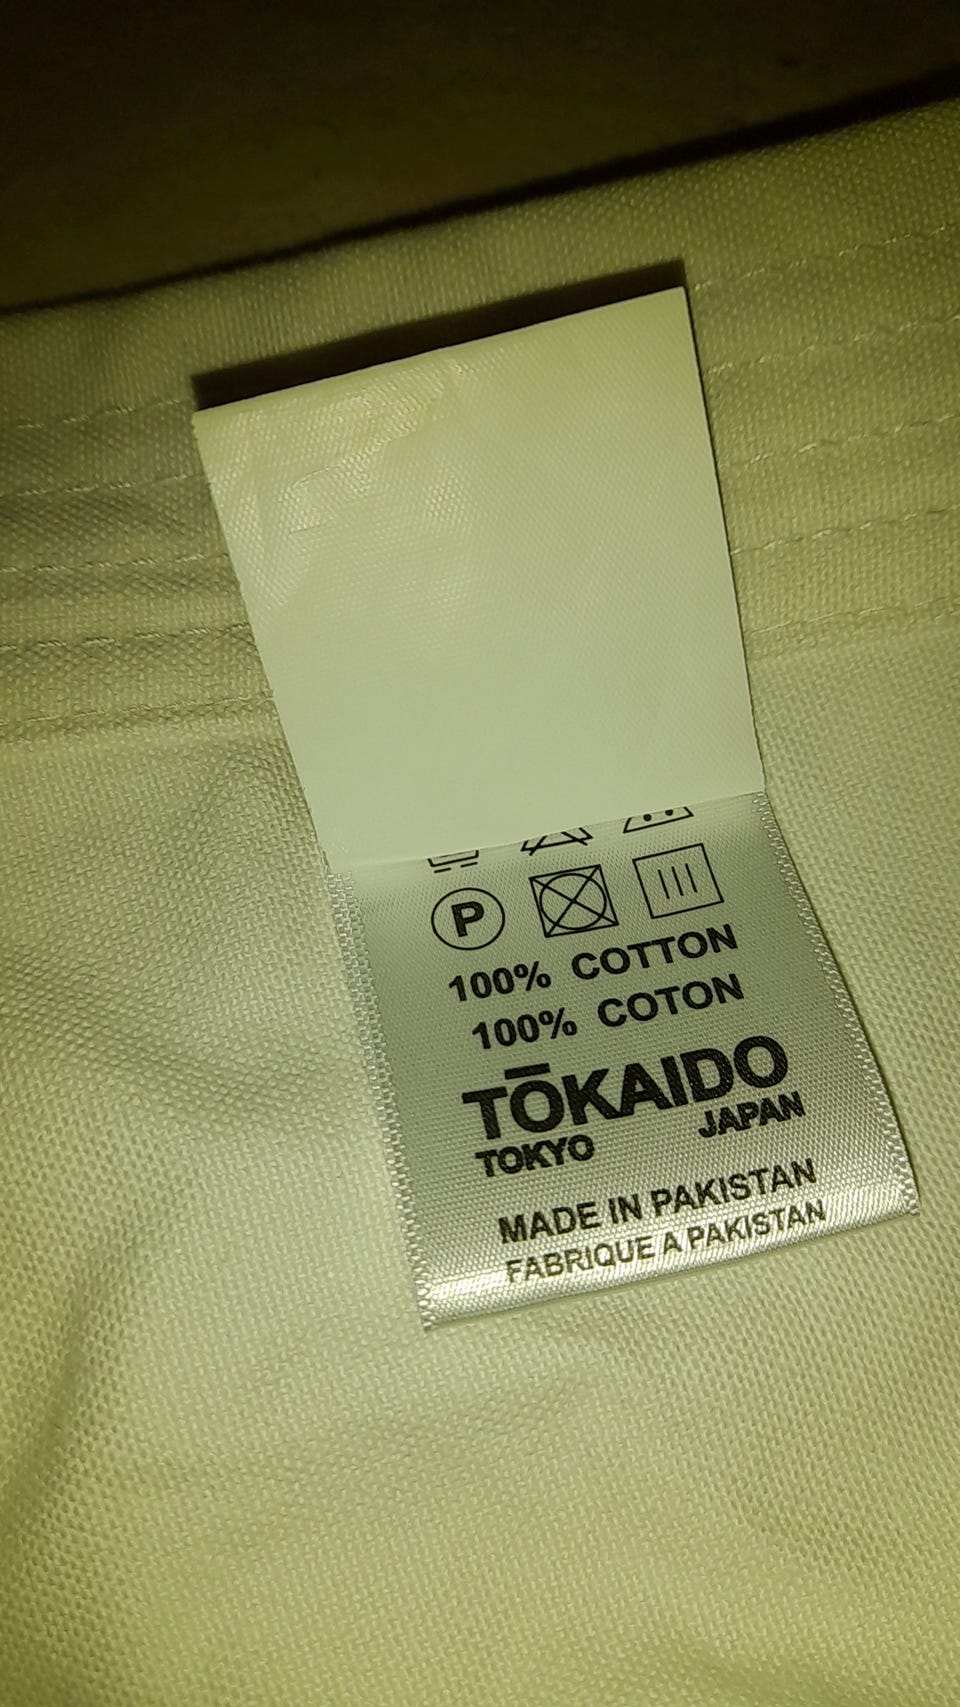 P
100% COTTON
100% COTON
TŌKAIDO
TOKYO JAPAN
MADE IN PAKISTAN
FABRIQUE A PAKISTAN